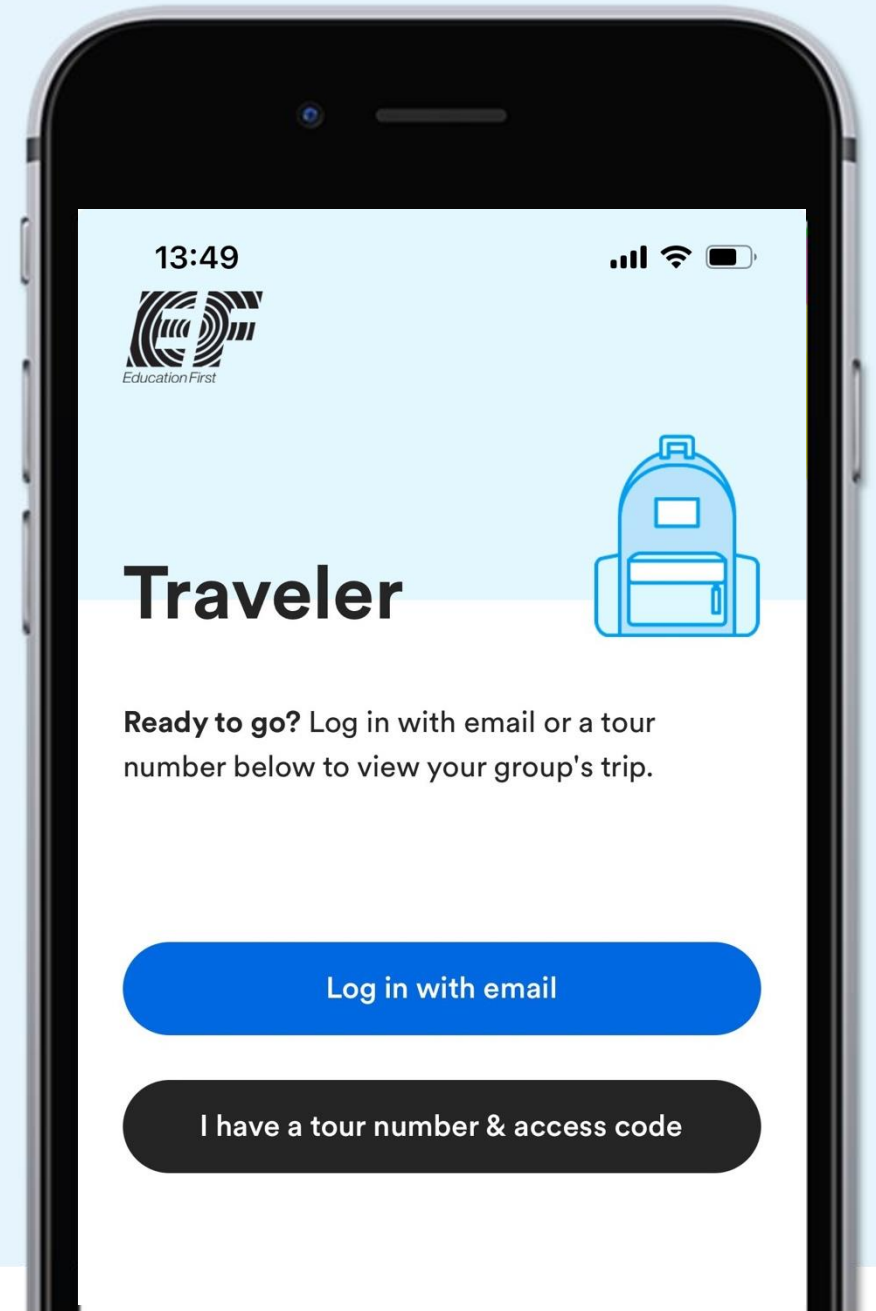 13:49
EF
Education First
Traveler
Ready to go? Log in with email or a tour
number below to view your group's trip.
Log in with email
I have a tour number & access code